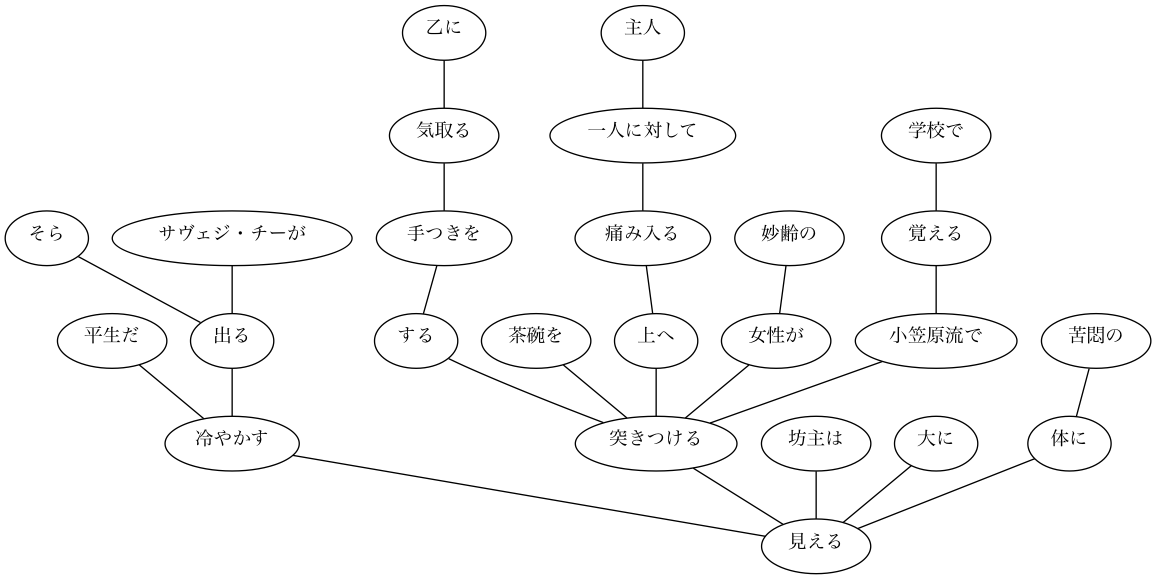 乙に
主人
気取る
一人に対して
学校で
そら
サヴェジ・チーが
手つきを
痛み入る
妙齢の
覚える
平生だ
出る
する
茶碗を
上へ
女性が
小笠原流で
苦悶の
冷やかす
突きつける
坊主は
大に
体に
見える